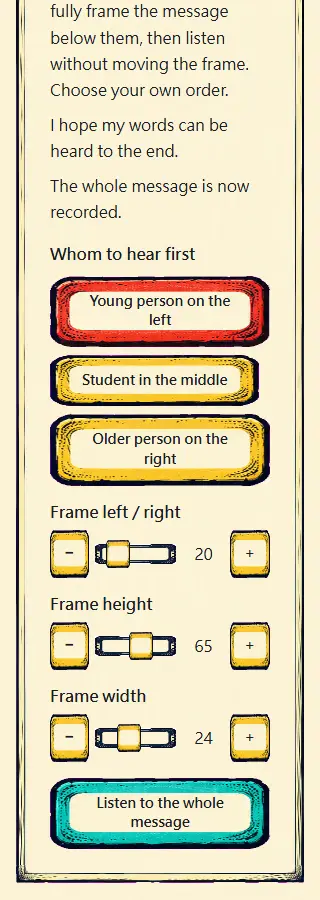 fully frame the message
below them, then listen
without moving the frame.
Choose your own order.
I hope my words can be
heard to the end.
The whole message is now
recorded.
Whom to hear first
Young person on the
left
Student in the middle
Older person on the
right
Frame left / right
− 20 +
Frame height
− 65 +
Frame width
− 24 +
Listen to the whole
message